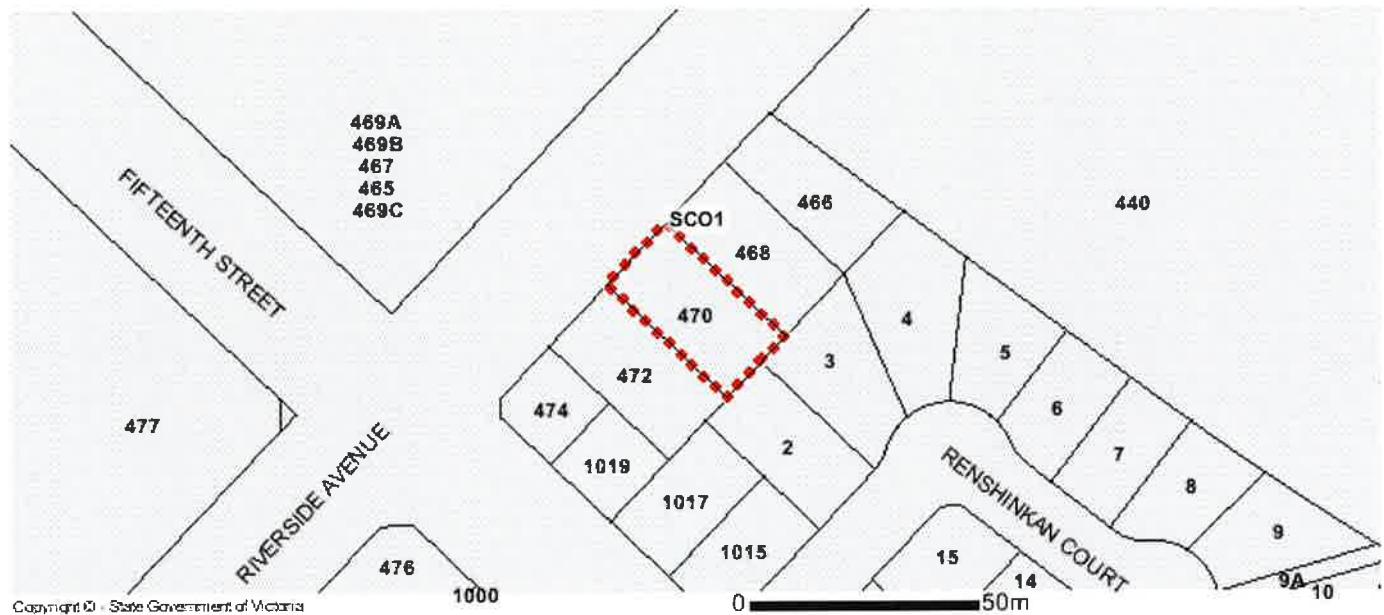 469A
469B
467
465
469C
FIFTEENTH STREET
SCO1
466
440
468
470
4
3
5
472
6
474
477
2
7
1019
8
RIVERSIDE AVENUE
1017
RENSHINKAN COURT
9
1015
15
476
14
9A
10
1000
Copyright © - State Government of Victoria
0 50m